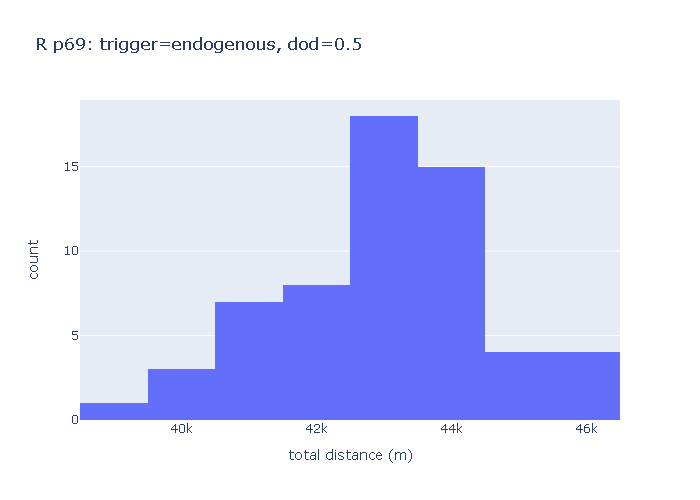 R p69: trigger=endogenous, dod=0.5
15
10
5
0
count
40k
42k
44k
46k
total distance (m)